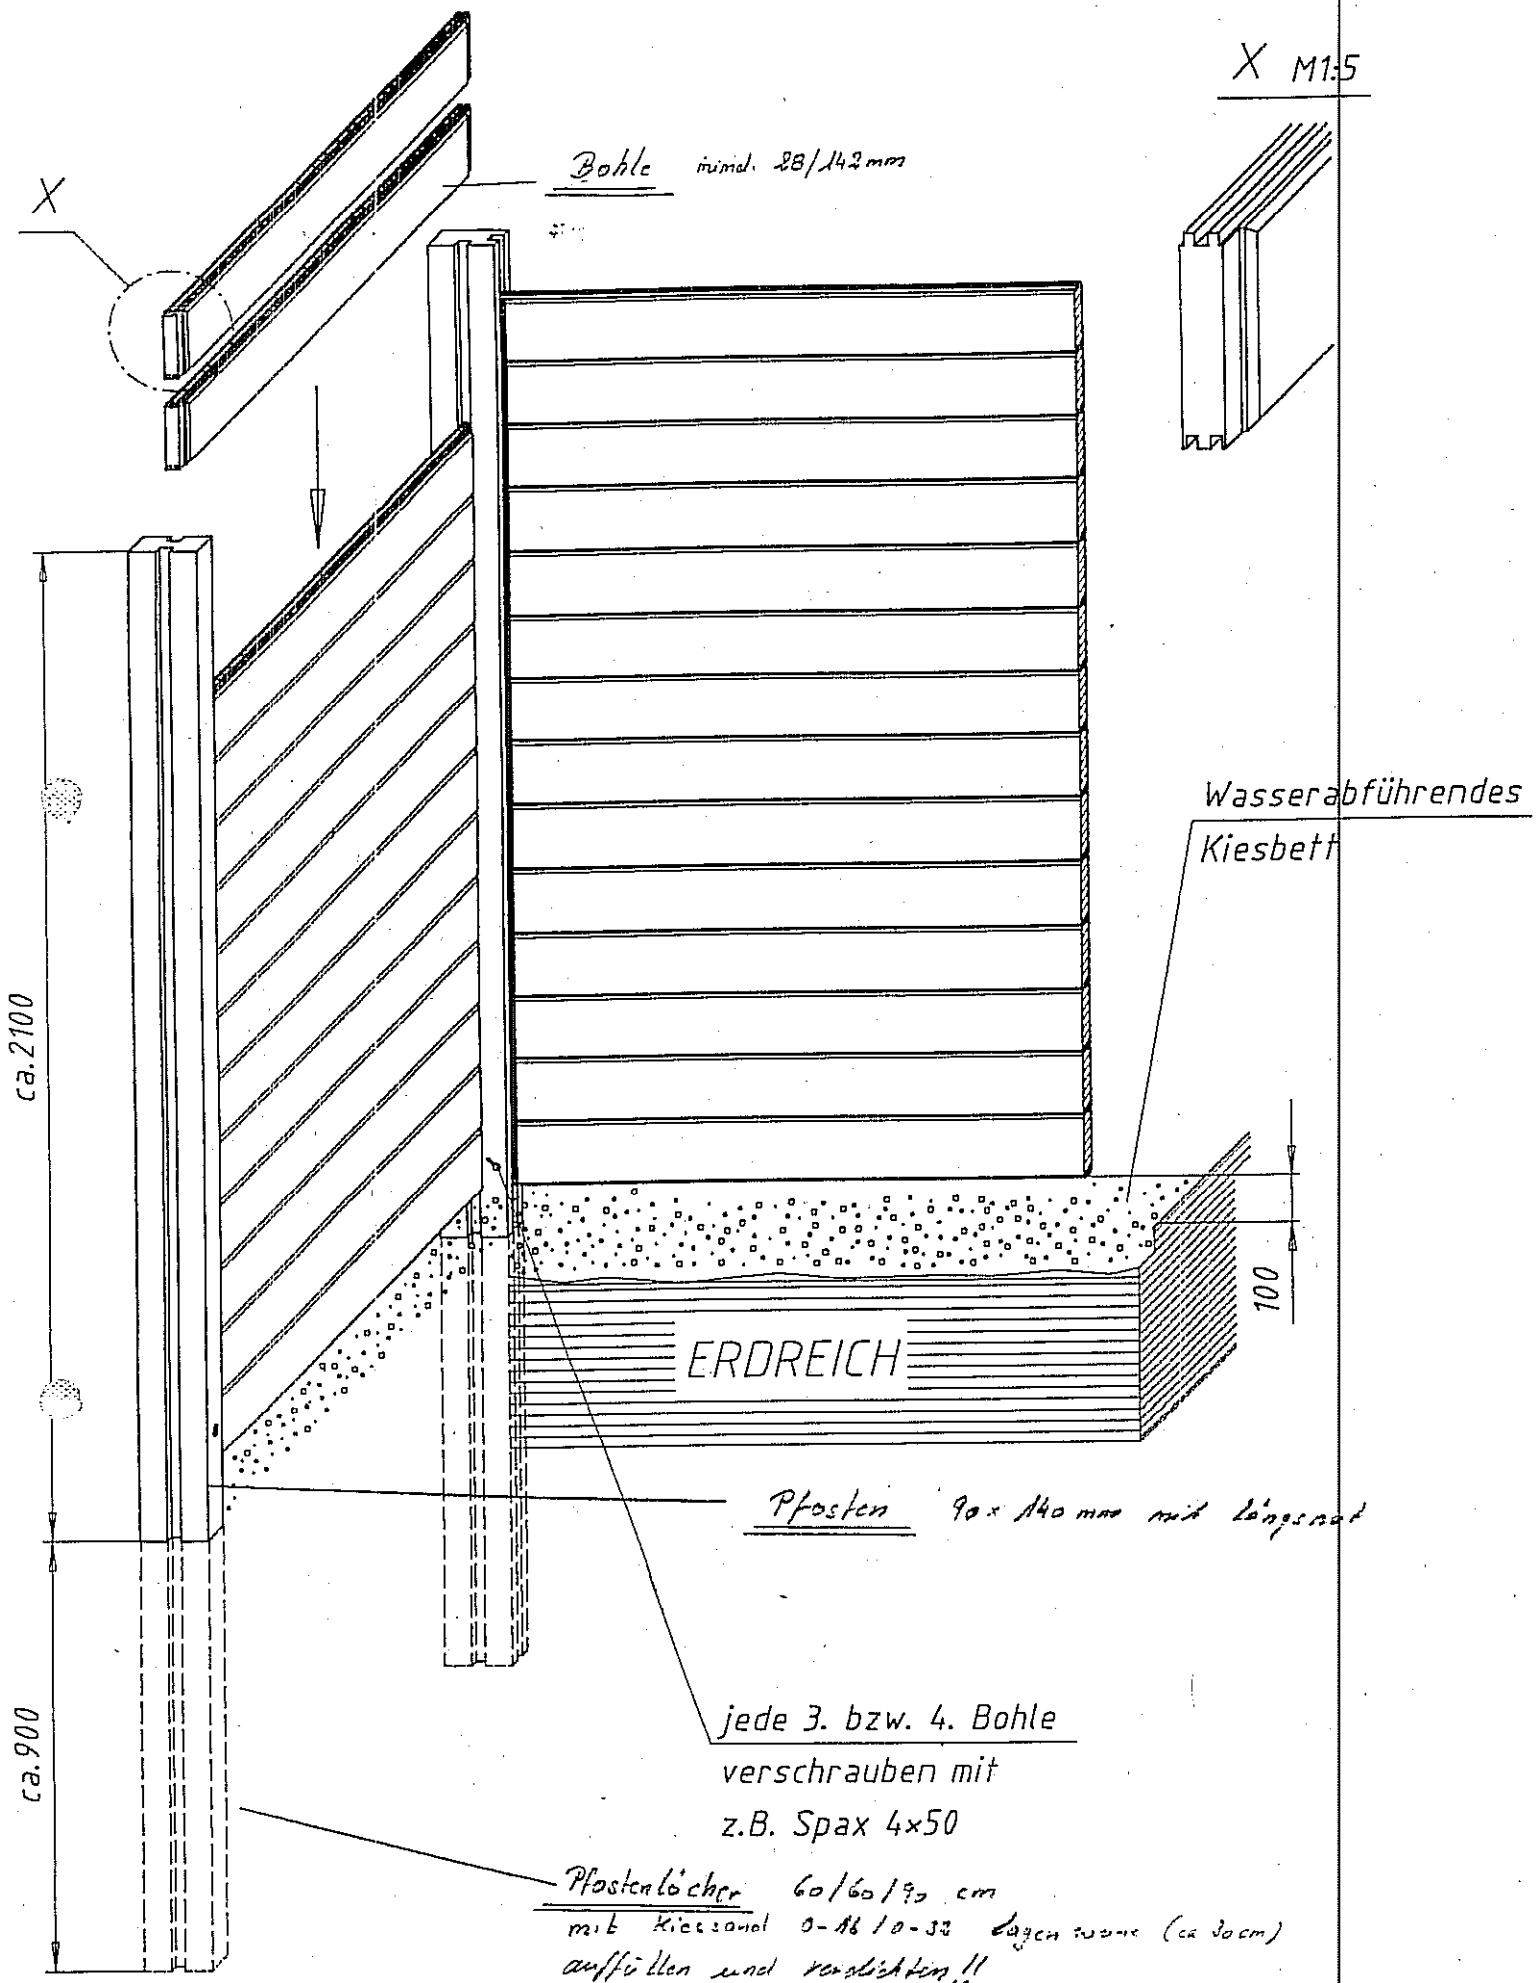 X M1:5
Bohle mind. 28/142mm
X
Wasserabführendes
Kiesbett
ca.2100
100
ERDREICH
Pfosten 90 x 140 mm mit Längsnut
jede 3. bzw. 4. Bohle
verschrauben mit
z.B. Spax 4x50
ca.900
Pfostenlöcher 60/60/90 cm
mit Kiessand 0-16/0-32 (ca 30cm)
auffüllen und verdichten!!